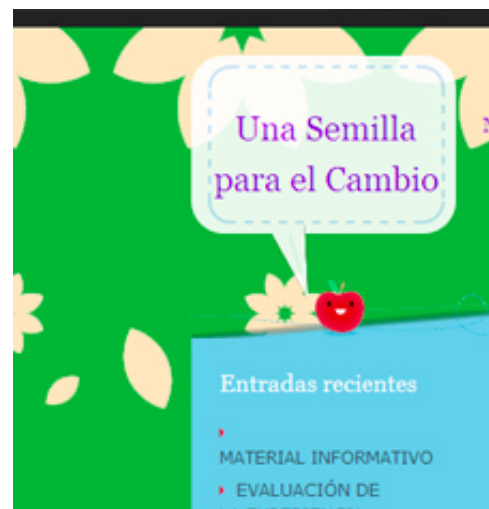 Una Semilla
para el Cambio
Entradas recientes
MATERIAL INFORMATIVO
EVALUACIÓN DE